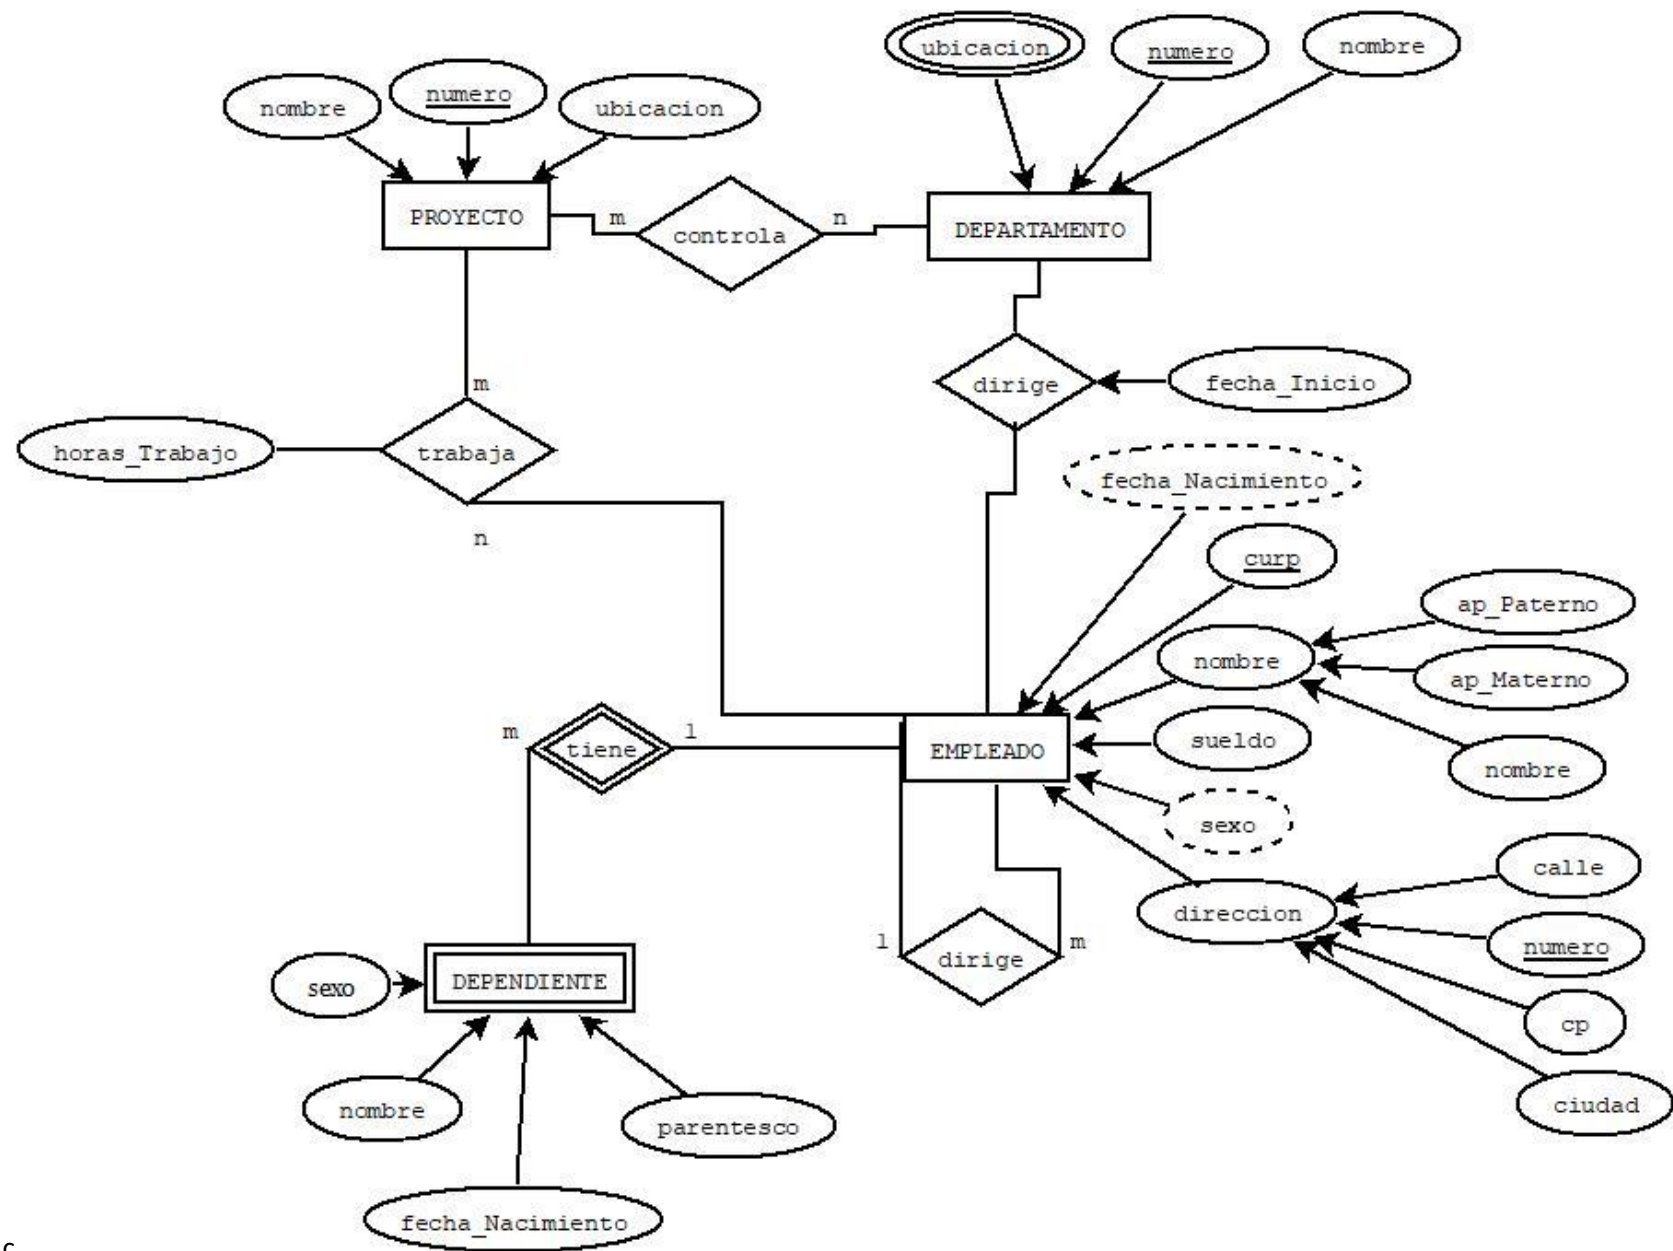 ubicacion
numero
nombre
nombre
numero
ubicacion
PROYECTO
m
controla
n
DEPARTAMENTO
dirige
fecha_Inicio
m
horas_Trabajo
trabaja
n
fecha_Nacimiento
curp
ap_Paterno
nombre
ap_Materno
m
tiene
1
EMPLEADO
sueldo
nombre
sexo
calle
direccion
numero
1
dirige
m
sexo
DEPENDIENTE
cp
nombre
parentesco
ciudad
fecha_Nacimiento